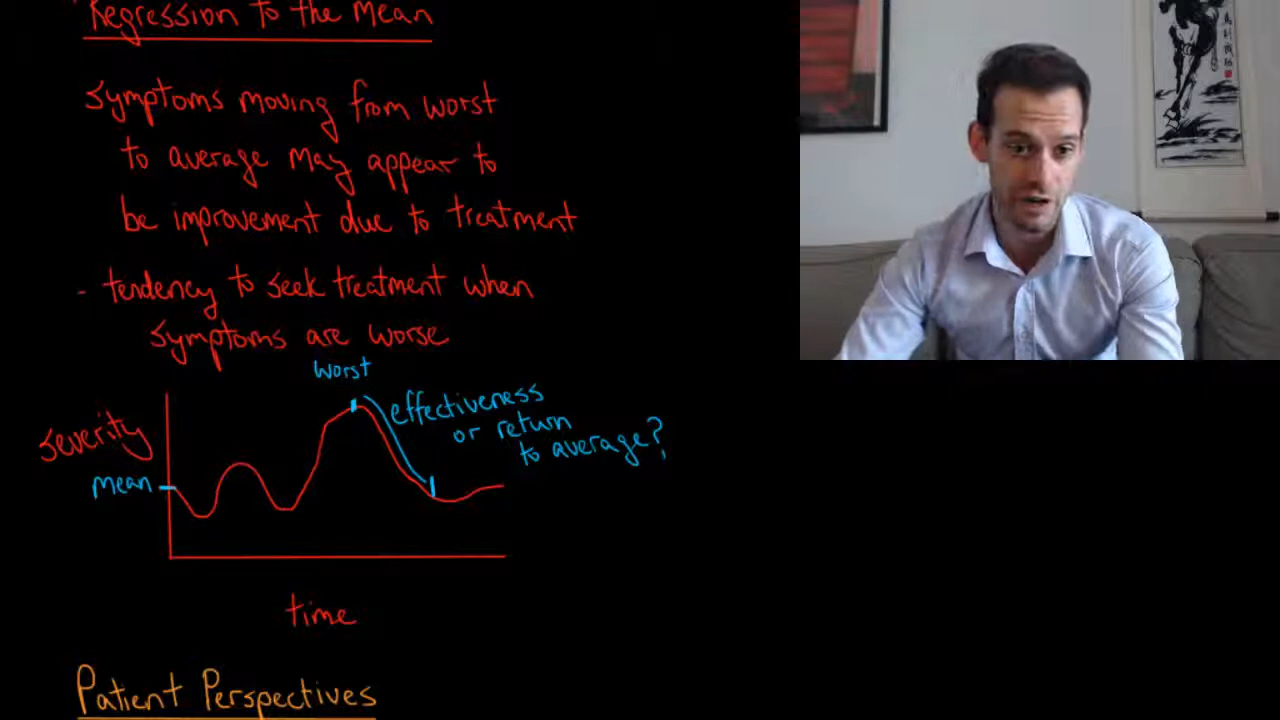 Regression to the Mean
symptoms moving from worst
to average may appear to
be improvement due to treatment
- tendency to seek treatment when
symptoms are worse
worst
effectiveness
or return
to average?
severity
mean
time
Patient Perspectives